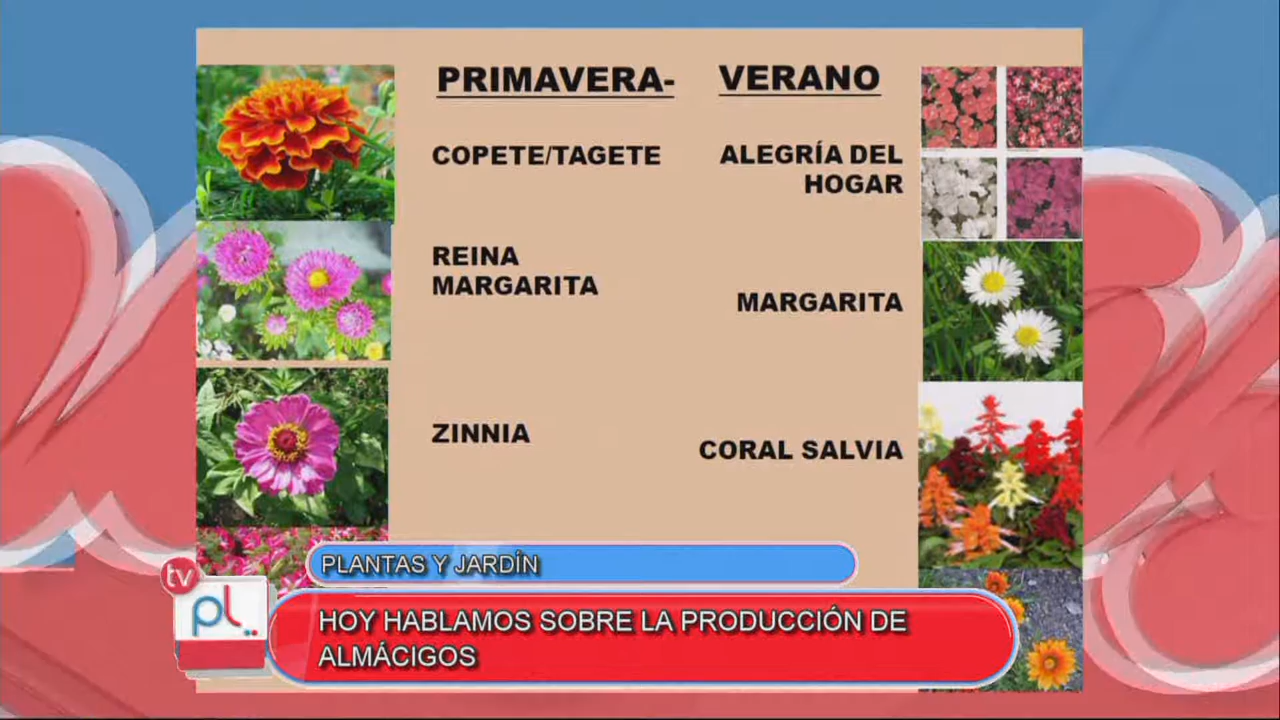 PRIMAVERA- VERANO
COPETE/TAGETE
ALEGRÍA DEL
HOGAR
REINA
MARGARITA
MARGARITA
ZINNIA
CORAL SALVIA
PLANTAS Y JARDÍN
tv
pl..
HOY HABLAMOS SOBRE LA PRODUCCIÓN DE
ALMÁCIGOS